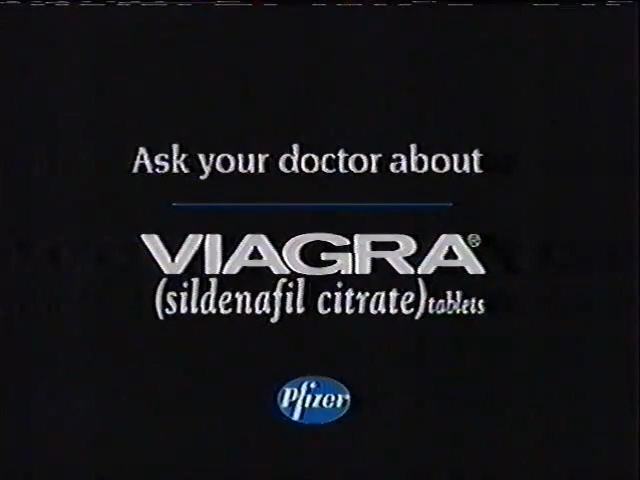 Ask your doctor about
VIAGRA®
(sildenafil citrate) tablets
Pfizer